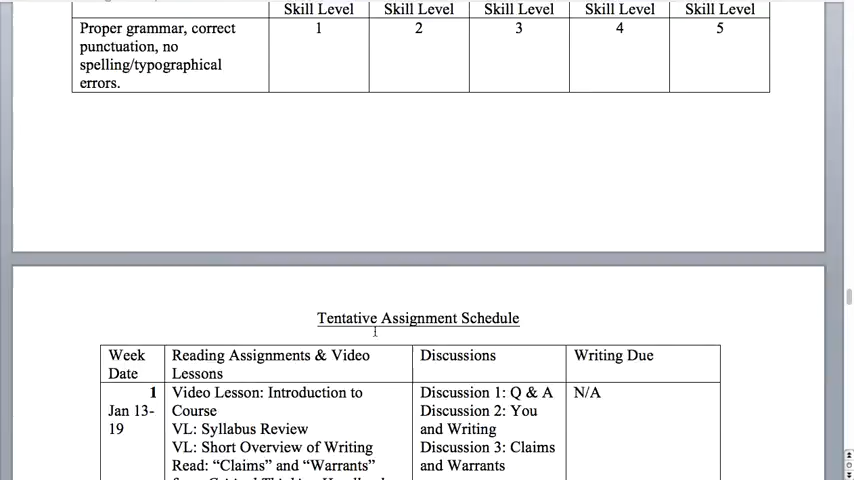 Skill Level Skill Level Skill Level Skill Level Skill Level
Proper grammar, correct 1 2 3 4 5
punctuation, no
spelling/typographical
errors.
Tentative Assignment Schedule
Week Reading Assignments & Video Discussions Writing Due
Date Lessons
1 Video Lesson: Introduction to Discussion 1: Q & A N/A
Jan 13- Course Discussion 2: You
19 VL: Syllabus Review and Writing
VL: Short Overview of Writing Discussion 3: Claims
Read: “Claims” and “Warrants” and Warrants